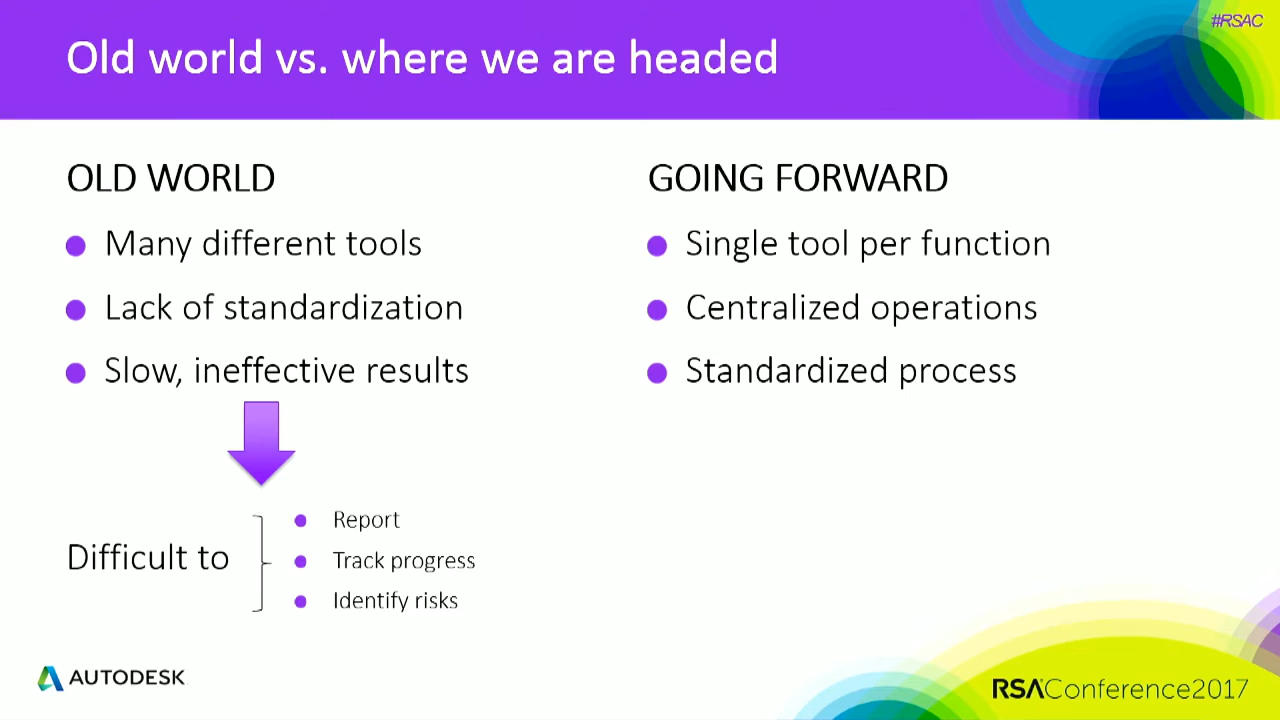 #RSAC
Old world vs. where we are headed
OLD WORLD
Many different tools
Lack of standardization
Slow, ineffective results
Difficult to
Report
Track progress
Identify risks
GOING FORWARD
Single tool per function
Centralized operations
Standardized process
AUTODESK
RSAConference2017